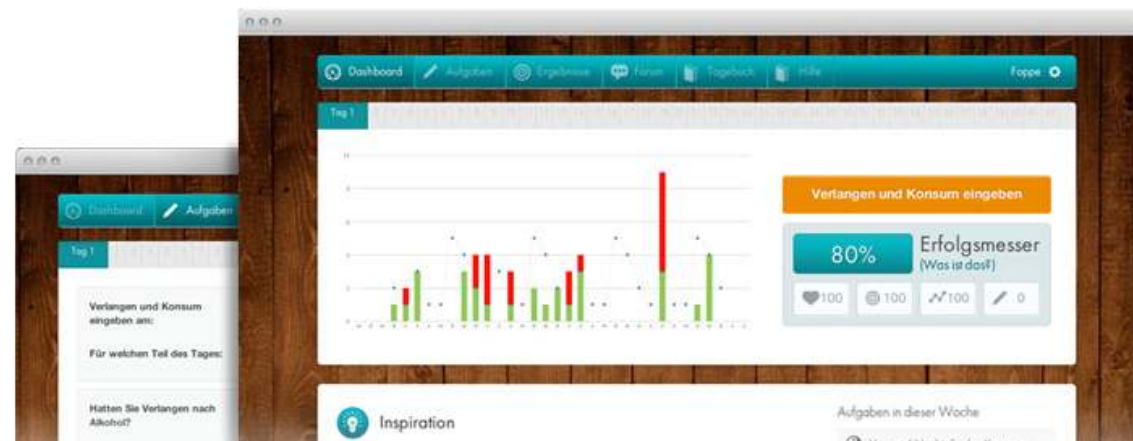 Dashboard Aufgaben Ergebnisse Forum Tagebuch Hilfe Foppe
Tag 1
Verlangen und Konsum eingeben
80%
Erfolgsmesser
(Was ist das?)
100 100 100 0
Inspiration
Aufgaben in dieser Woche
Dashboard Aufgaben
Tag 1
Verlangen und Konsum
eingeben am:
Für welchen Teil des Tages:
Hatten Sie Verlangen nach
Alkohol?